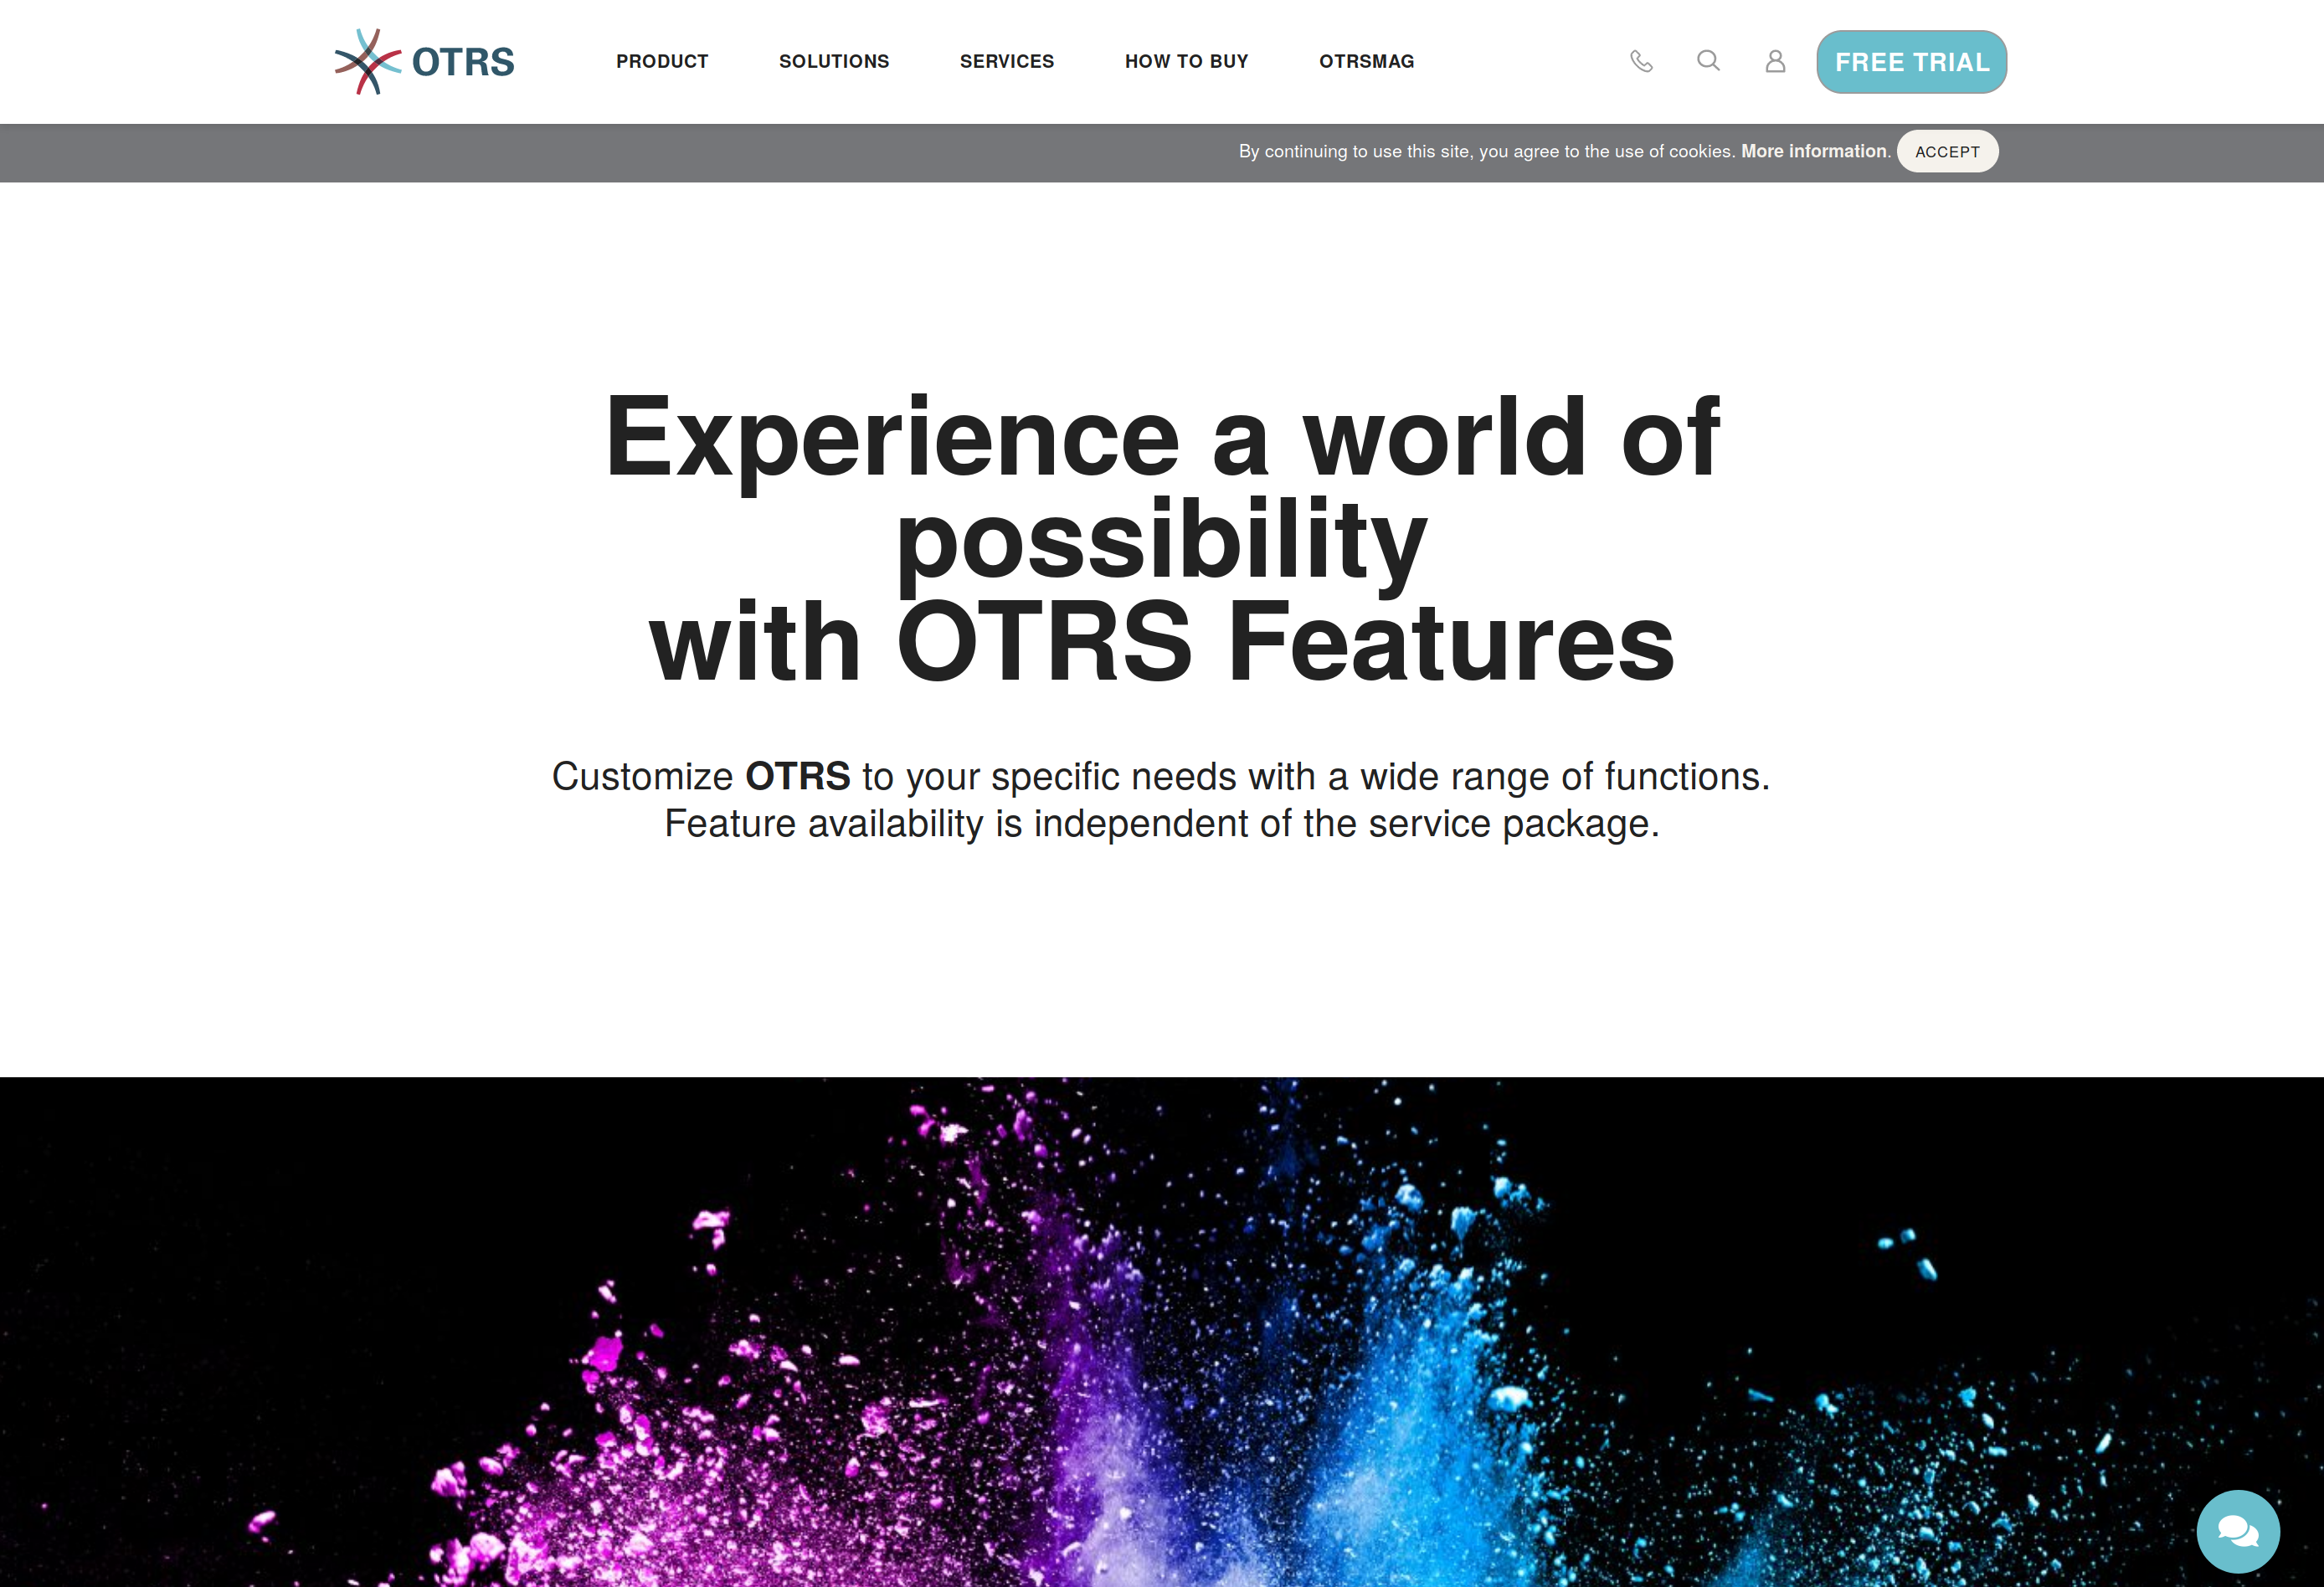 OTRS
PRODUCT
SOLUTIONS
SERVICES
HOW TO BUY
OTRSMAG
FREE TRIAL
By continuing to use this site, you agree to the use of cookies. More information.
ACCEPT
Experience a world of
possibility
with OTRS Features
Customize OTRS to your specific needs with a wide range of functions.
Feature availability is independent of the service package.